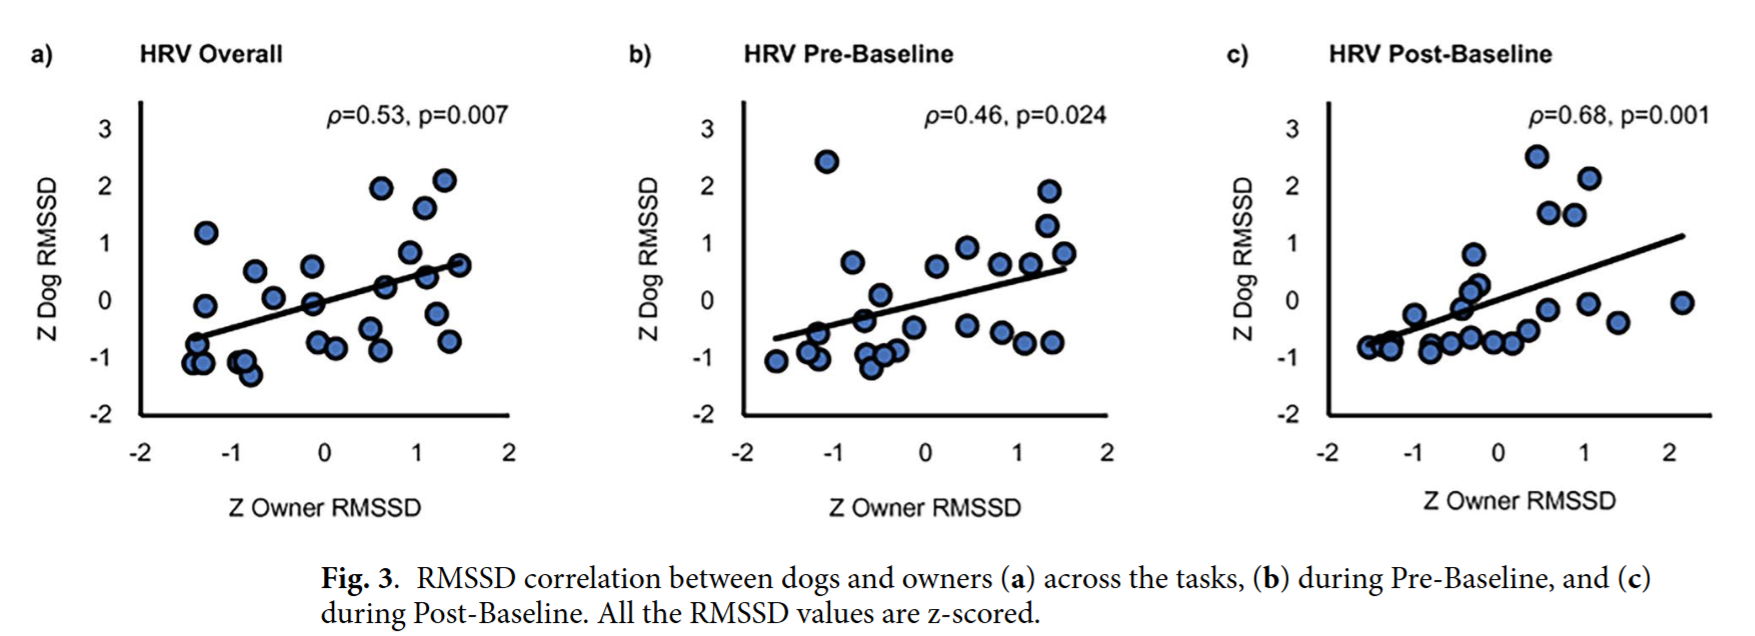 a) HRV Overall
ρ=0.53, p=0.007
3
2
1
0
-1
-2
Z Dog RMSSD
-2 -1 0 1 2
Z Owner RMSSD
b) HRV Pre-Baseline
ρ=0.46, p=0.024
3
2
1
0
-1
-2
Z Dog RMSSD
-2 -1 0 1 2
Z Owner RMSSD
c) HRV Post-Baseline
ρ=0.68, p=0.001
3
2
1
0
-1
-2
Z Dog RMSSD
-2 -1 0 1 2
Z Owner RMSSD
Fig. 3. RMSSD correlation between dogs and owners (a) across the tasks, (b) during Pre-Baseline, and (c)
during Post-Baseline. All the RMSSD values are z-scored.